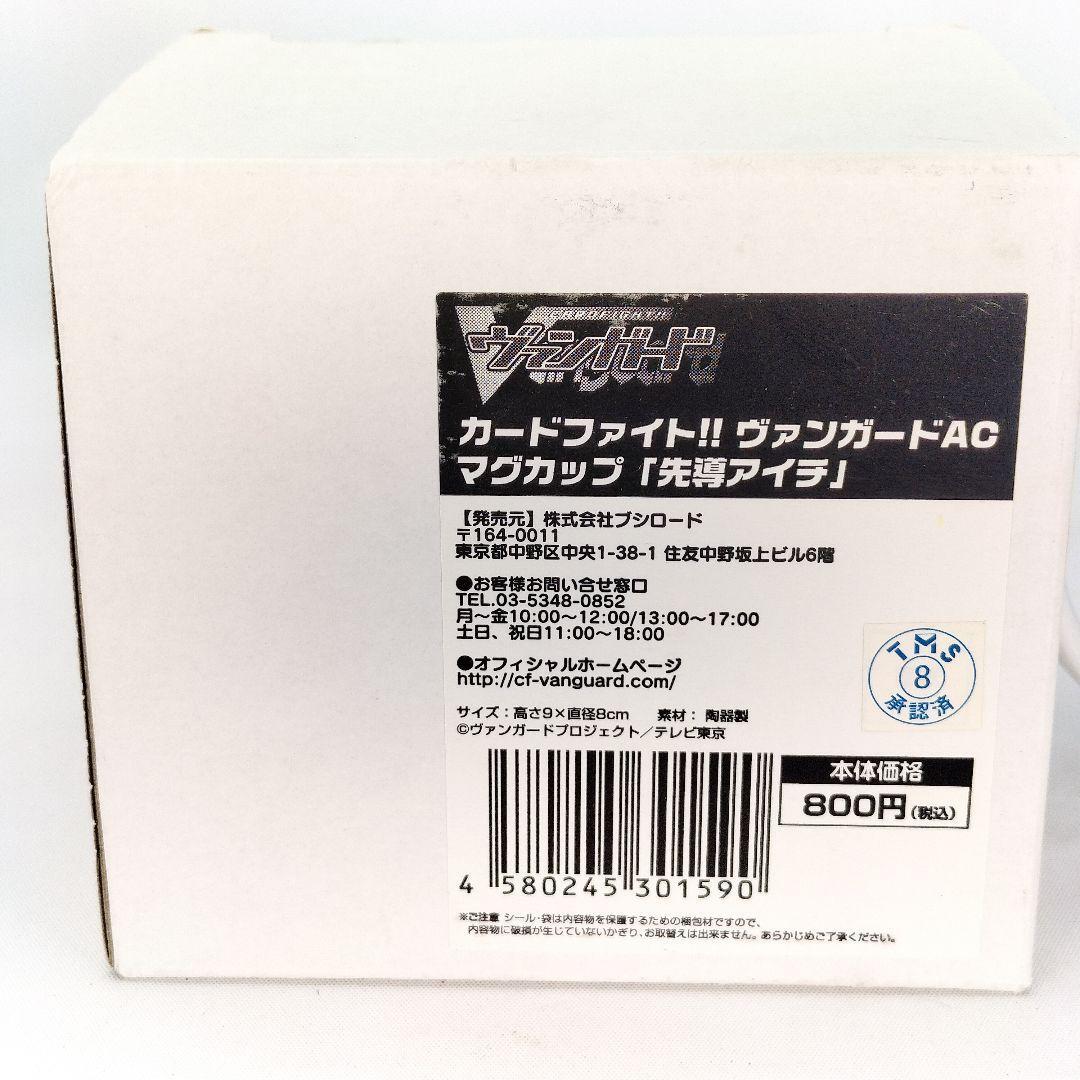 CARDFIGHT!!
ヴァンガード
カードファイト!! ヴァンガードAC
マグカップ「先導アイチ」
【発売元】株式会社ブシロード
〒164-0011
東京都中野区中央1-38-1 住友中野坂上ビル6階
●お客様お問い合せ窓口
TEL.03-5348-0852
月～金10:00～12:00/13:00～17:00
土日、祝日11:00～18:00
●オフィシャルホームページ
http://cf-vanguard.com/
サイズ：高さ9×直径8cm　素材：陶器製
©ヴァンガードプロジェクト／テレビ東京
TMS
8
承認済
本体価格
800円(税込)
4 580245 301590
※ご注意 シール・袋は内容物を保護するための梱包材ですので、
内容物に破損が生じていないかぎり、お取替えは出来ません。あらかじめご了承ください。